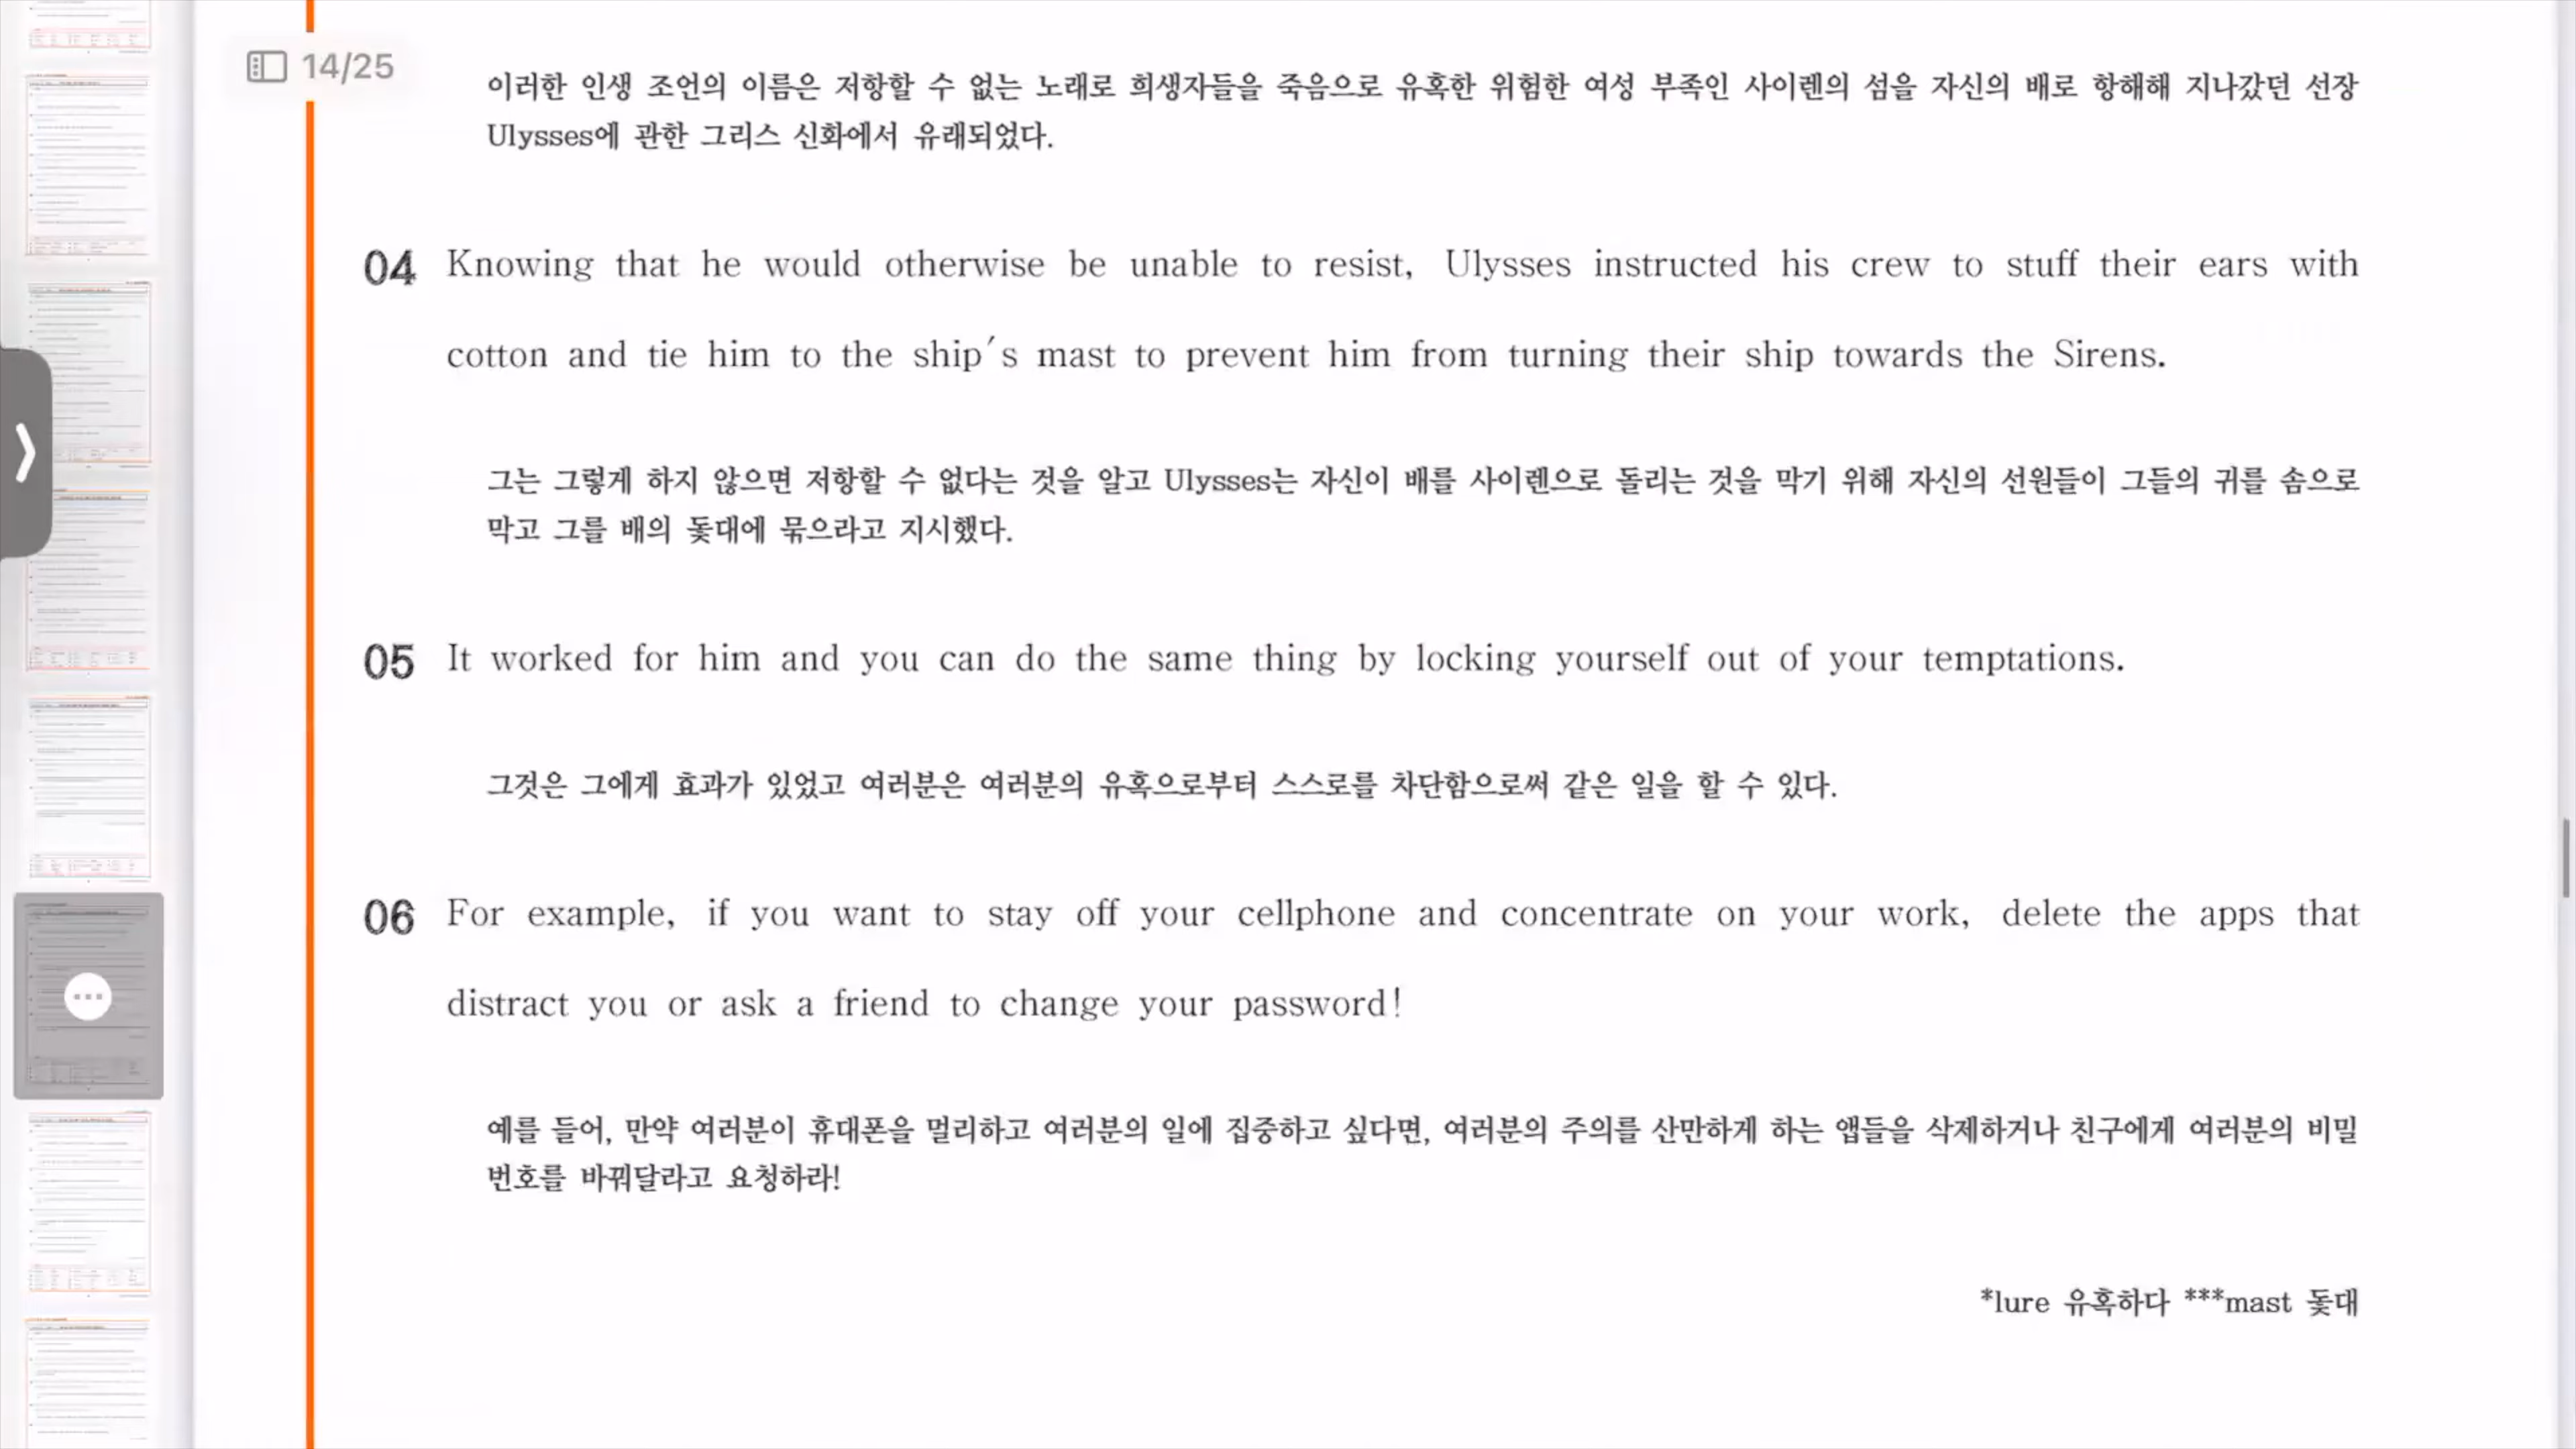 14/25
이러한 인생 조언의 이름은 저항할 수 없는 노래로 희생자들을 죽음으로 유혹한 위험한 여성 부족인 사이렌의 섬을 자신의 배로 항해해 지나갔던 선장
Ulysses에 관한 그리스 신화에서 유래되었다.
04 Knowing that he would otherwise be unable to resist, Ulysses instructed his crew to stuff their ears with
cotton and tie him to the ship's mast to prevent him from turning their ship towards the Sirens.
그는 그렇게 하지 않으면 저항할 수 없다는 것을 알고 Ulysses는 자신이 배를 사이렌으로 돌리는 것을 막기 위해 자신의 선원들이 그들의 귀를 솜으로
막고 그를 배의 돛대에 묶으라고 지시했다.
05 It worked for him and you can do the same thing by locking yourself out of your temptations.
그것은 그에게 효과가 있었고 여러분은 여러분의 유혹으로부터 스스로를 차단함으로써 같은 일을 할 수 있다.
06 For example, if you want to stay off your cellphone and concentrate on your work, delete the apps that
distract you or ask a friend to change your password!
예를 들어, 만약 여러분이 휴대폰을 멀리하고 여러분의 일에 집중하고 싶다면, 여러분의 주의를 산만하게 하는 앱들을 삭제하거나 친구에게 여러분의 비밀
번호를 바꿔달라고 요청하라!
*lure 유혹하다 ***mast 돛대